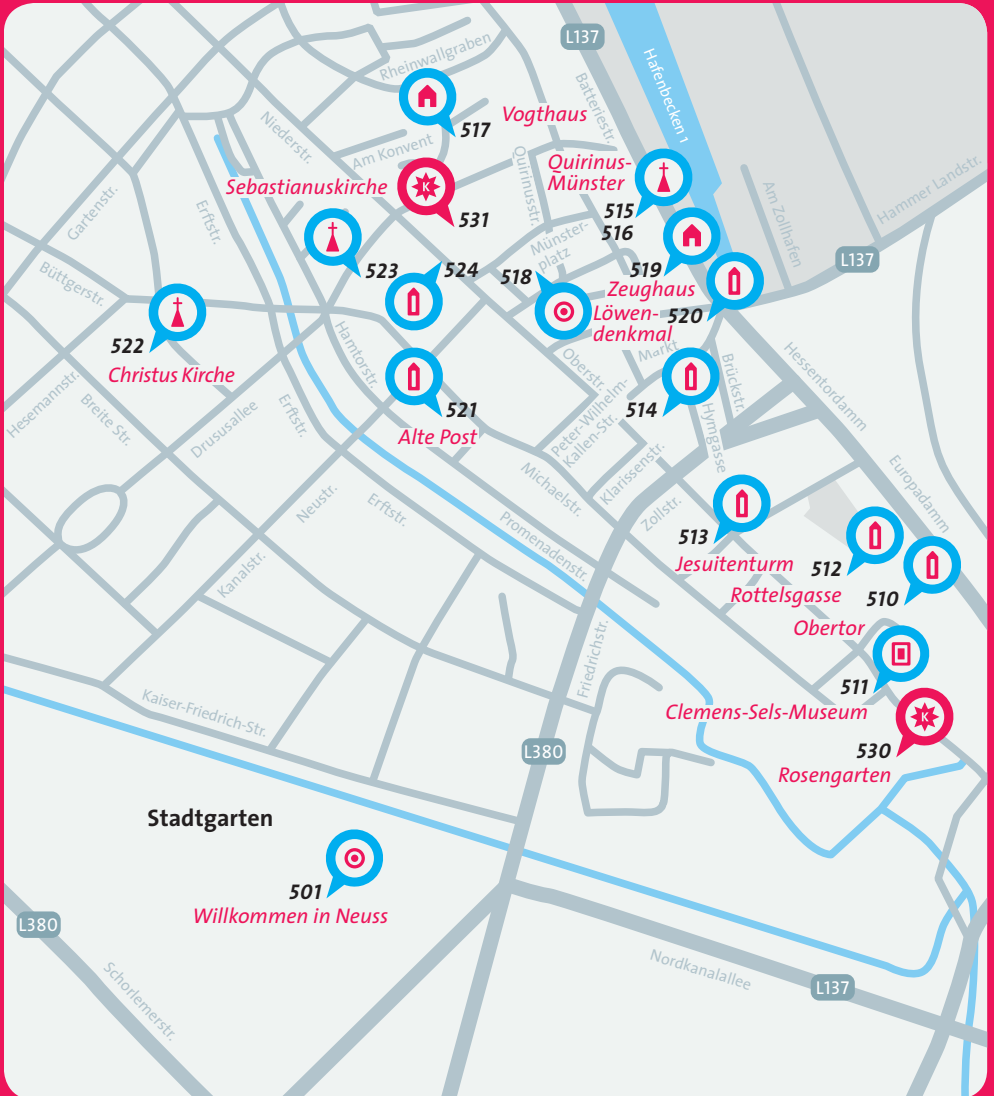 L137
Rheinwallgraben
Hafenbecken 1
Batteriestr.
Vogthaus
517
Niederstr.
Am Konvent
Quirinusstr.
Quirinus-
Münster
Sebastianuskirche
515
516
531
Gartenstr.
Erftstr.
Am Zollhafen
Hammer Landstr.
Münster-
platz
L137
523
524
518
519
Zeughaus
Büttgerstr.
Löwen-
denkmal
520
522
Christus Kirche
Hamtorstr.
Markt
Oberstr.
Brückstr.
Hessentordamm
Hesemannstr.
Breite Str.
Drususallee
Erftstr.
521
Alte Post
Peter-Wilhelm-
Kallen-Str.
514
Hymgasse
Michaelstr.
Klarissenstr.
Europadamm
Neustr.
Erftstr.
Promenadenstr.
Zollstr.
513
Jesuitenturm
512
Rottelsgasse
510
Kanalstr.
Obertor
Friedrichstr.
511
Clemens-Sels-Museum
Kaiser-Friedrich-Str.
K
K
L380
530
Rosengarten
Stadtgarten
501
Willkommen in Neuss
L380
Schorlemerstr.
Nordkanalallee
L137